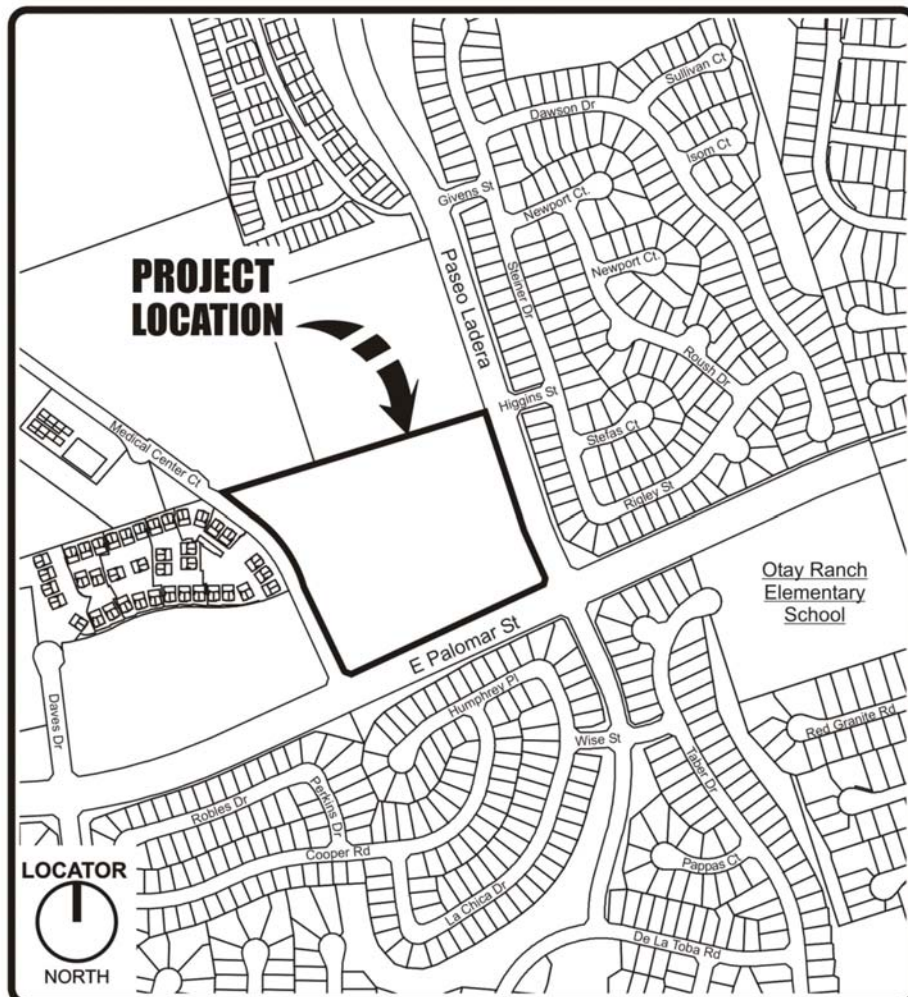 Sullivan Ct
Dawson Dr
Isom Ct
Givens St
Newport Ct.
Paseo Ladera
Steiner Dr
Newport Ct.
PROJECT
LOCATION
Roush Dr
Higgins St
Stefas Ct
Medical Center Ct
Rigley St
Otay Ranch
Elementary
School
E Palomar St
Humphrey Pl
Daves Dr
Red Granite Rd
Wise St
Taber Dr
Robles Dr
Perkins Dr
Cooper Rd
Pappas Ct
La Chica Dr
De La Toba Rd
LOCATOR
NORTH